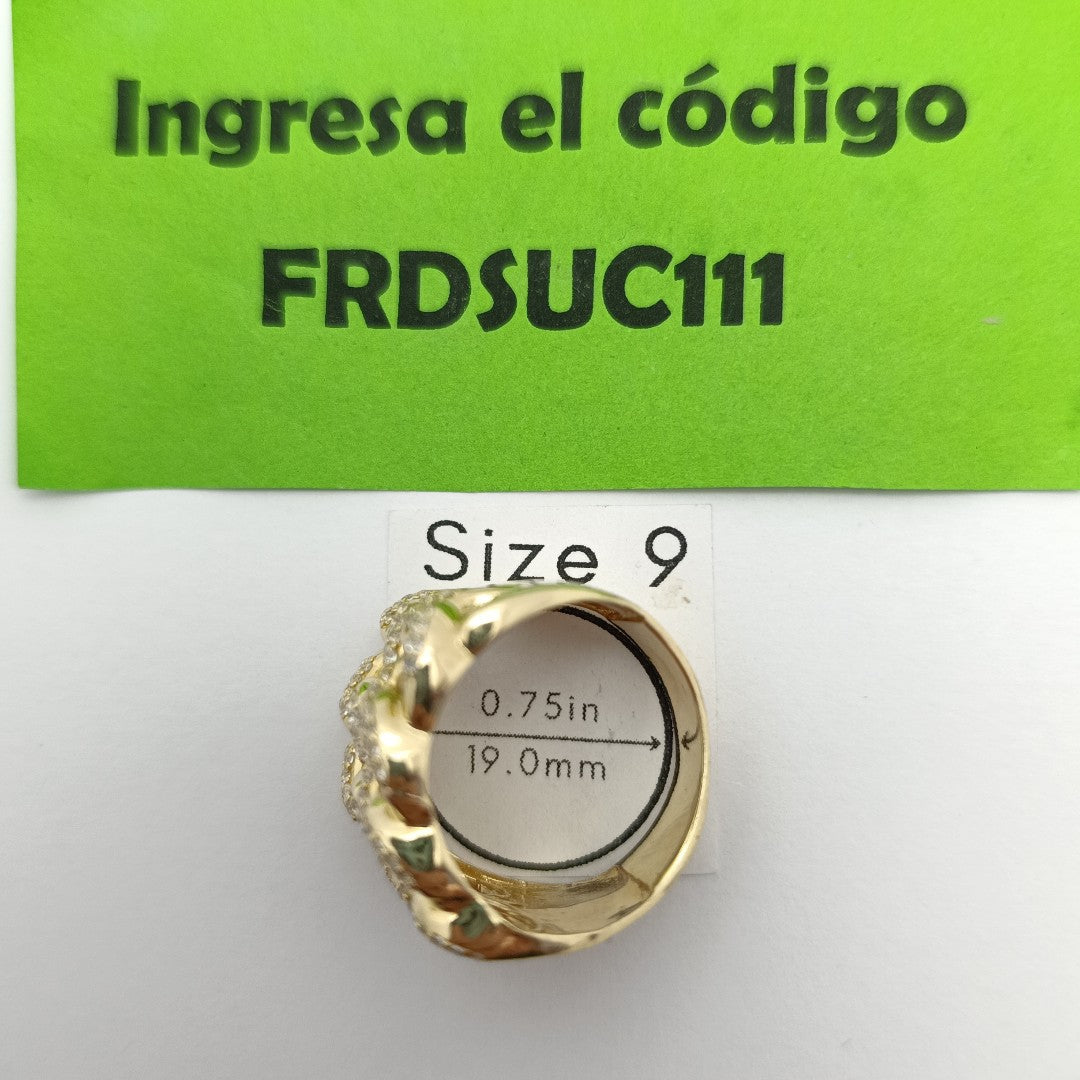 Ingresa el código
FRDSUC111
Size 9
0.75in
19.0mm